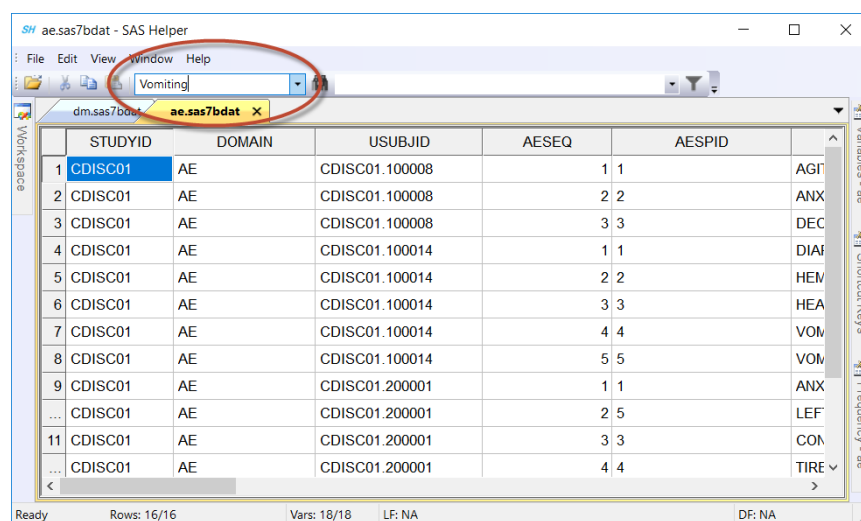 SH ae.sas7bdat - SAS Helper
File Edit View Window Help
Vomiting
dm.sas7bdat ae.sas7bdat
Workspace
STUDYID DOMAIN USUBJID AESEQ AESPID
1 CDISC01 AE CDISC01.100008 1 1 AGIT
2 CDISC01 AE CDISC01.100008 2 2 ANX
3 CDISC01 AE CDISC01.100008 3 3 DEC
4 CDISC01 AE CDISC01.100014 1 1 DIAR
5 CDISC01 AE CDISC01.100014 2 2 HEM
6 CDISC01 AE CDISC01.100014 3 3 HEA
7 CDISC01 AE CDISC01.100014 4 4 VOM
8 CDISC01 AE CDISC01.100014 5 5 VOM
9 CDISC01 AE CDISC01.200001 1 1 ANX
... CDISC01 AE CDISC01.200001 2 5 LEFT
11 CDISC01 AE CDISC01.200001 3 3 CON
... CDISC01 AE CDISC01.200001 4 4 TIRE
Variables - ae
Shortcut Keys
Frequency - ae
Ready Rows: 16/16 Vars: 18/18 LF: NA DF: NA